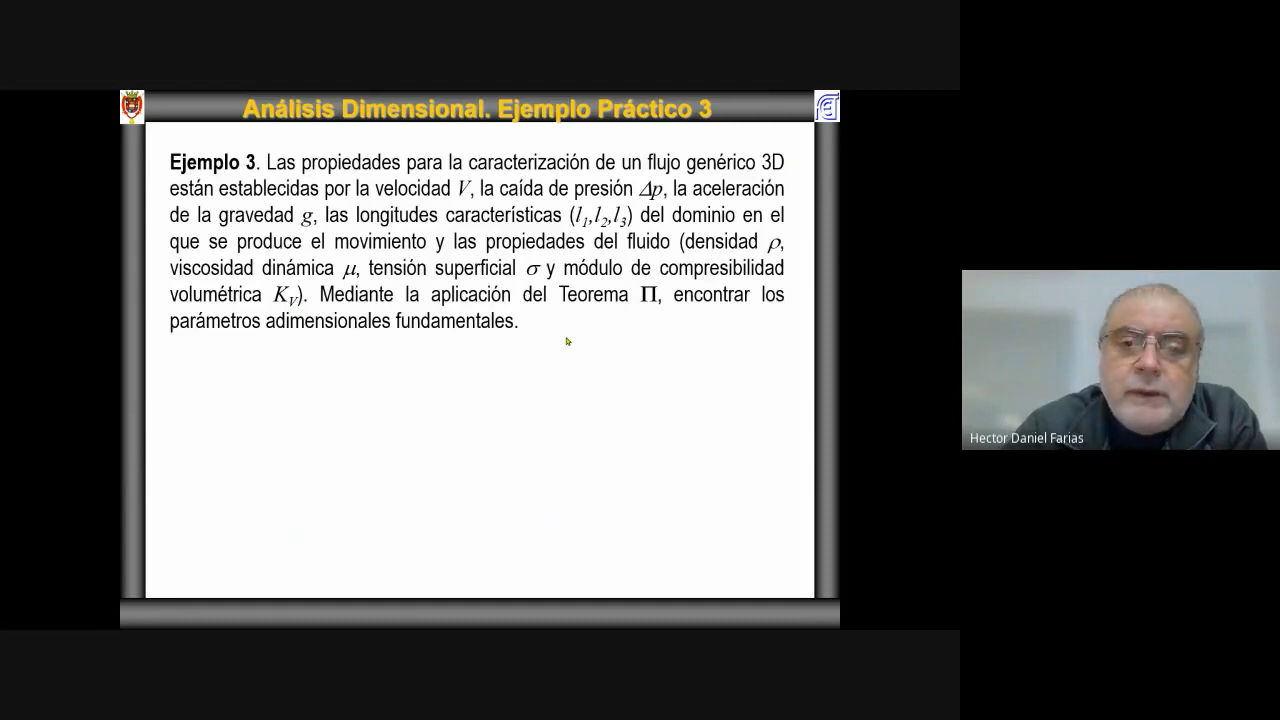 Análisis Dimensional. Ejemplo Práctico 3
Ejemplo 3. Las propiedades para la caracterización de un flujo genérico 3D
están establecidas por la velocidad V, la caída de presión Δp, la aceleración
de la gravedad g, las longitudes características (l₁,l₂,l₃) del dominio en el
que se produce el movimiento y las propiedades del fluido (densidad ρ,
viscosidad dinámica μ, tensión superficial σ y módulo de compresibilidad
volumétrica Kᵥ). Mediante la aplicación del Teorema Π, encontrar los
parámetros adimensionales fundamentales.
Hector Daniel Farias